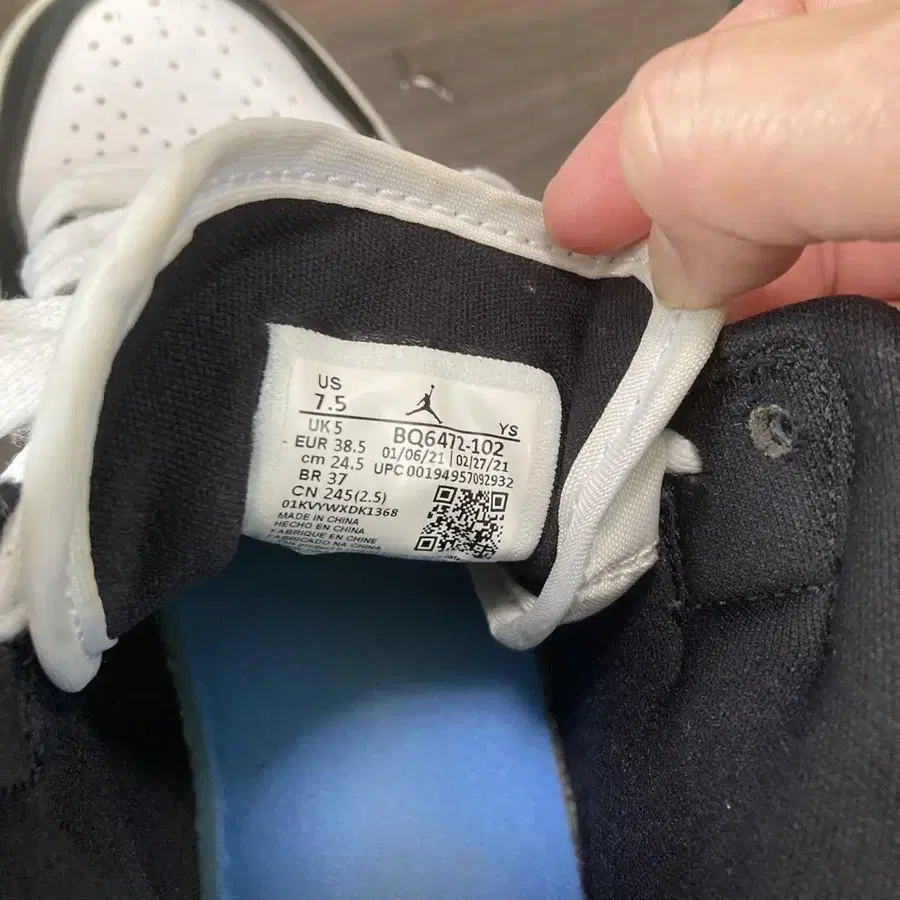 US
7.5
YS
UK 5
BQ6472-102
EUR 38.5
01/06/21 | 02/27/21
cm 24.5
UPC 00194957092932
BR 37
CN 245(2.5)
01KVYWXDK1368
MADE IN CHINA
HECHO EN CHINA
FABRIQUE EN CHINE
FABRICADO NA CHINA